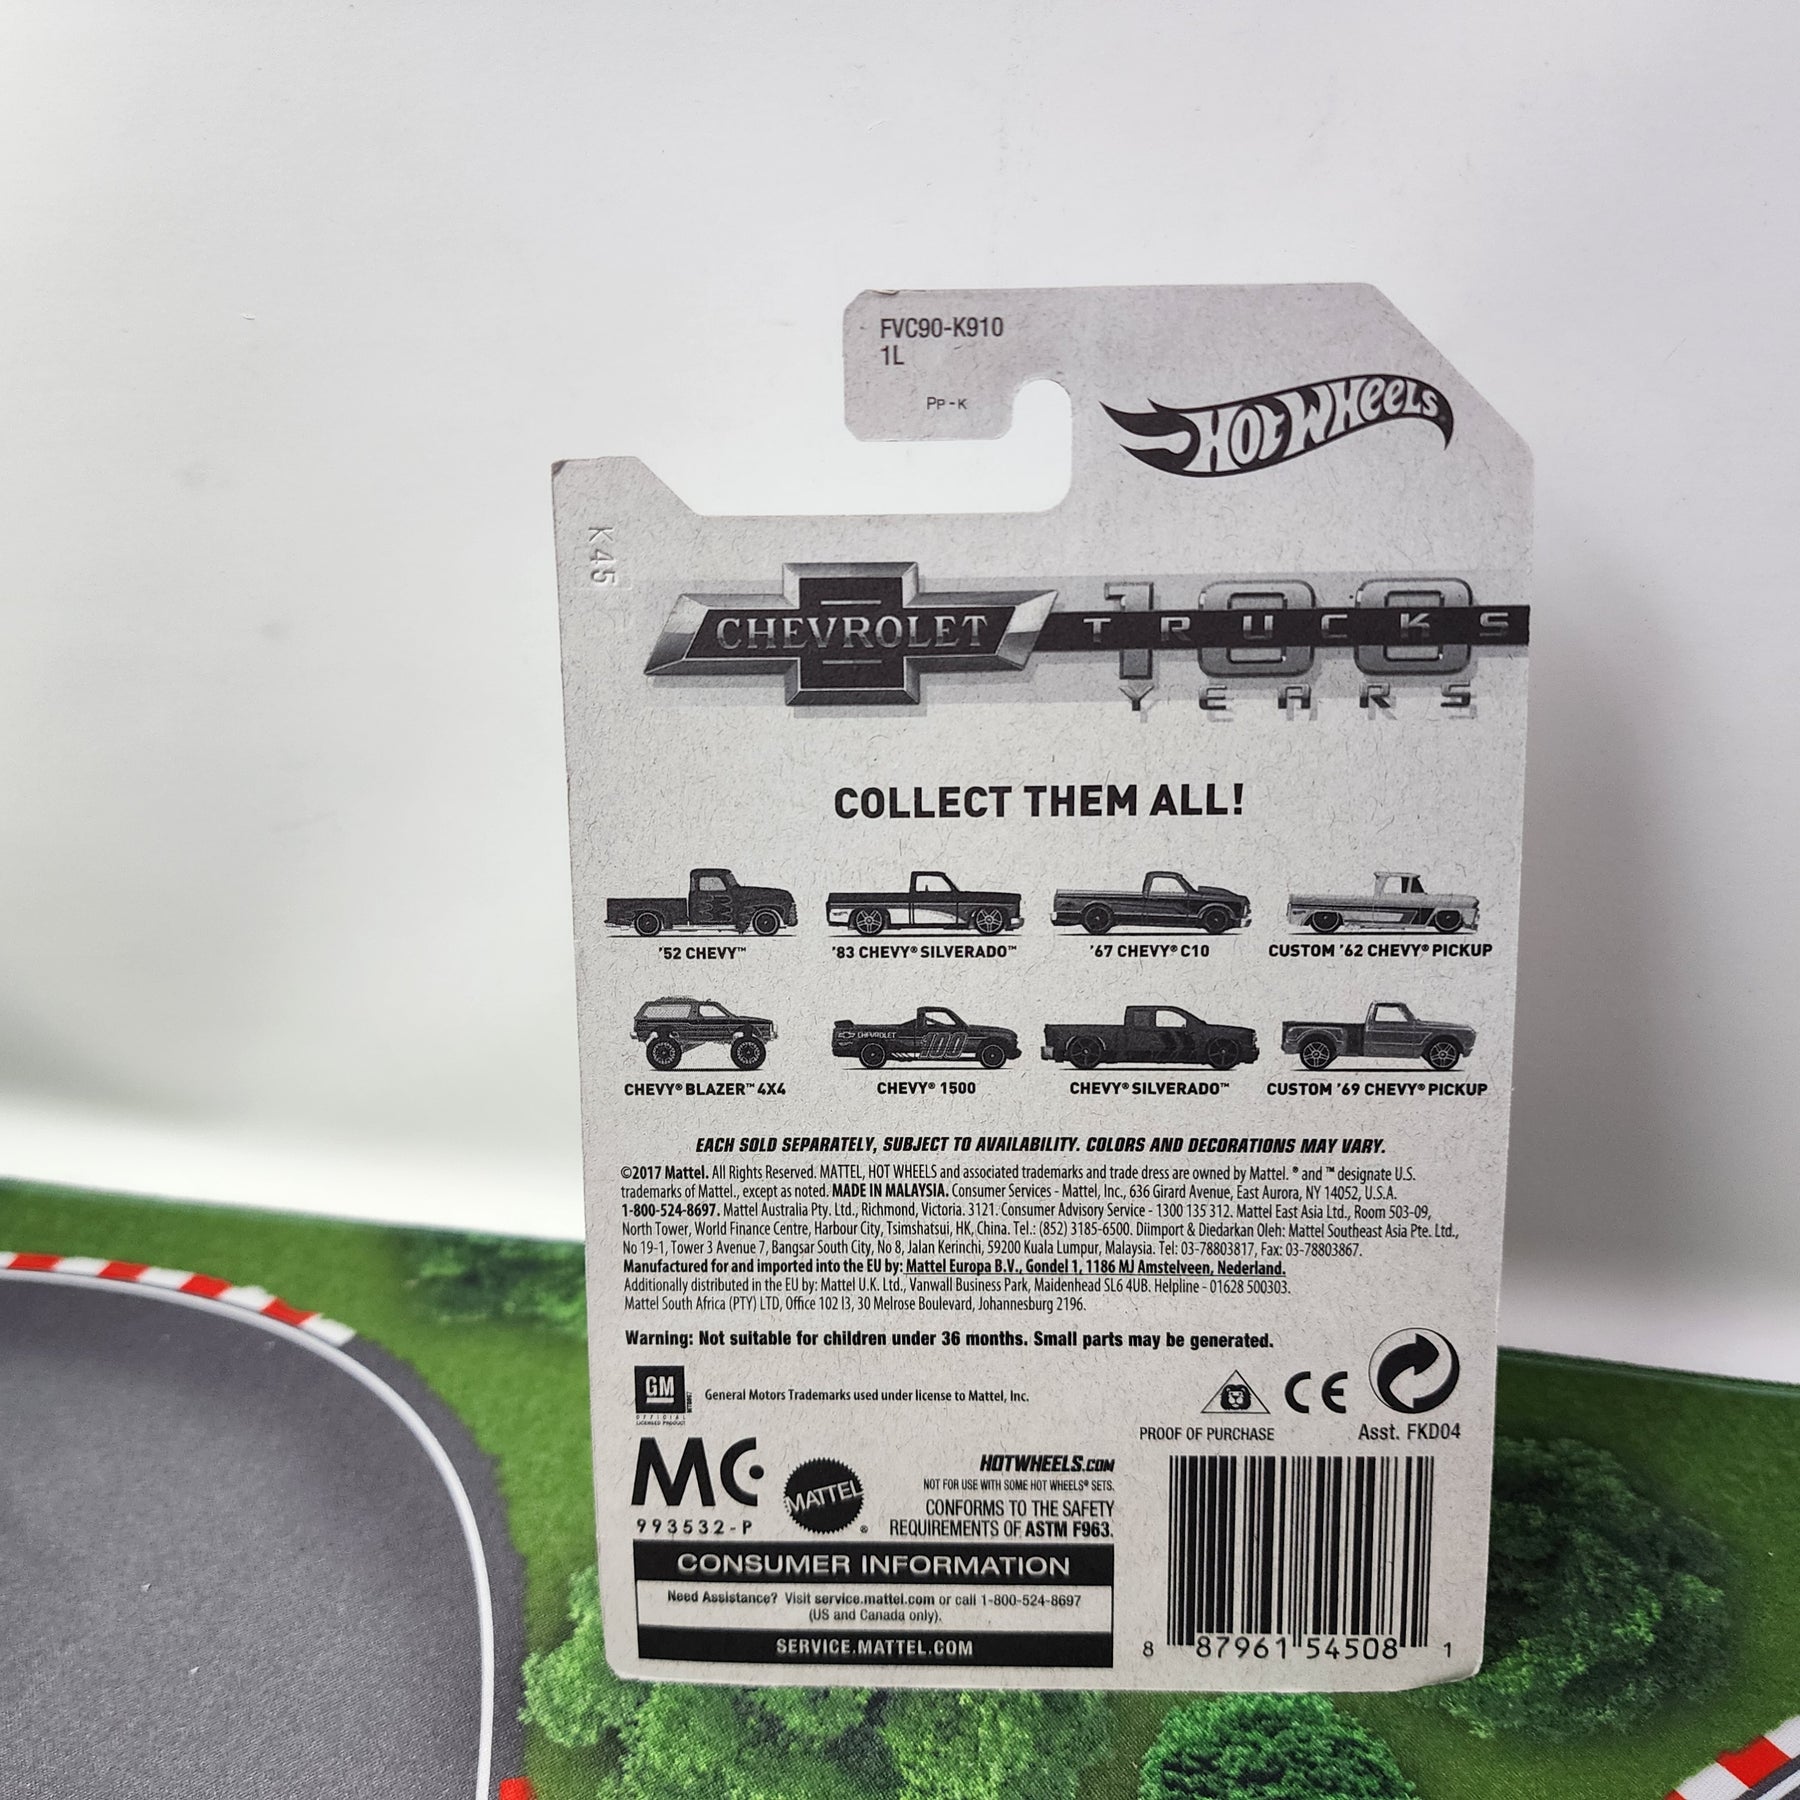 FVC90-K910
1L
Pp-K
HOT WHEELS
K 45
CHEVROLET TRUCKS
100
YEARS
COLLECT THEM ALL!
'52 CHEVY™ '83 CHEVY® SILVERADO™ '67 CHEVY® C10 CUSTOM '62 CHEVY® PICKUP
CHEVROLET 100
CHEVY® BLAZER™ 4X4 CHEVY® 1500 CHEVY® SILVERADO™ CUSTOM '69 CHEVY® PICKUP
EACH SOLD SEPARATELY, SUBJECT TO AVAILABILITY. COLORS AND DECORATIONS MAY VARY.
©2017 Mattel. All Rights Reserved. MATTEL, HOT WHEELS and associated trademarks and trade dress are owned by Mattel. ® and ™ designate U.S.
trademarks of Mattel., except as noted. MADE IN MALAYSIA. Consumer Services - Mattel, Inc., 636 Girard Avenue, East Aurora, NY 14052, U.S.A.
1-800-524-8697. Mattel Australia Pty. Ltd., Richmond, Victoria. 3121. Consumer Advisory Service - 1300 135 312. Mattel East Asia Ltd., Room 503-09,
North Tower, World Finance Centre, Harbour City, Tsimshatsui, HK, China. Tel.: (852) 3185-6500. Diimport & Diedarkan Oleh: Mattel Southeast Asia Pte. Ltd.,
No 19-1, Tower 3 Avenue 7, Bangsar South City, No 8, Jalan Kerinchi, 59200 Kuala Lumpur, Malaysia. Tel: 03-78803817, Fax: 03-78803867.
Manufactured for and imported into the EU by: Mattel Europa B.V., Gondel 1, 1186 MJ Amstelveen, Nederland.
Additionally distributed in the EU by: Mattel U.K. Ltd., Vanwall Business Park, Maidenhead SL6 4UB. Helpline - 01628 500303.
Mattel South Africa (PTY) LTD, Office 102 I3, 30 Melrose Boulevard, Johannesburg 2196.
Warning: Not suitable for children under 36 months. Small parts may be generated.
GM
OFFICIAL
LICENSED PRODUCT
General Motors Trademarks used under license to Mattel, Inc.
CE
PROOF OF PURCHASE Asst. FKD04
MC
993532-P
MATTEL®
HOTWHEELS.COM
NOT FOR USE WITH SOME HOT WHEELS® SETS.
CONFORMS TO THE SAFETY
REQUIREMENTS OF ASTM F963.
CONSUMER INFORMATION
Need Assistance? Visit service.mattel.com or call 1-800-524-8697
(US and Canada only).
SERVICE.MATTEL.COM
8 87961 54508 1